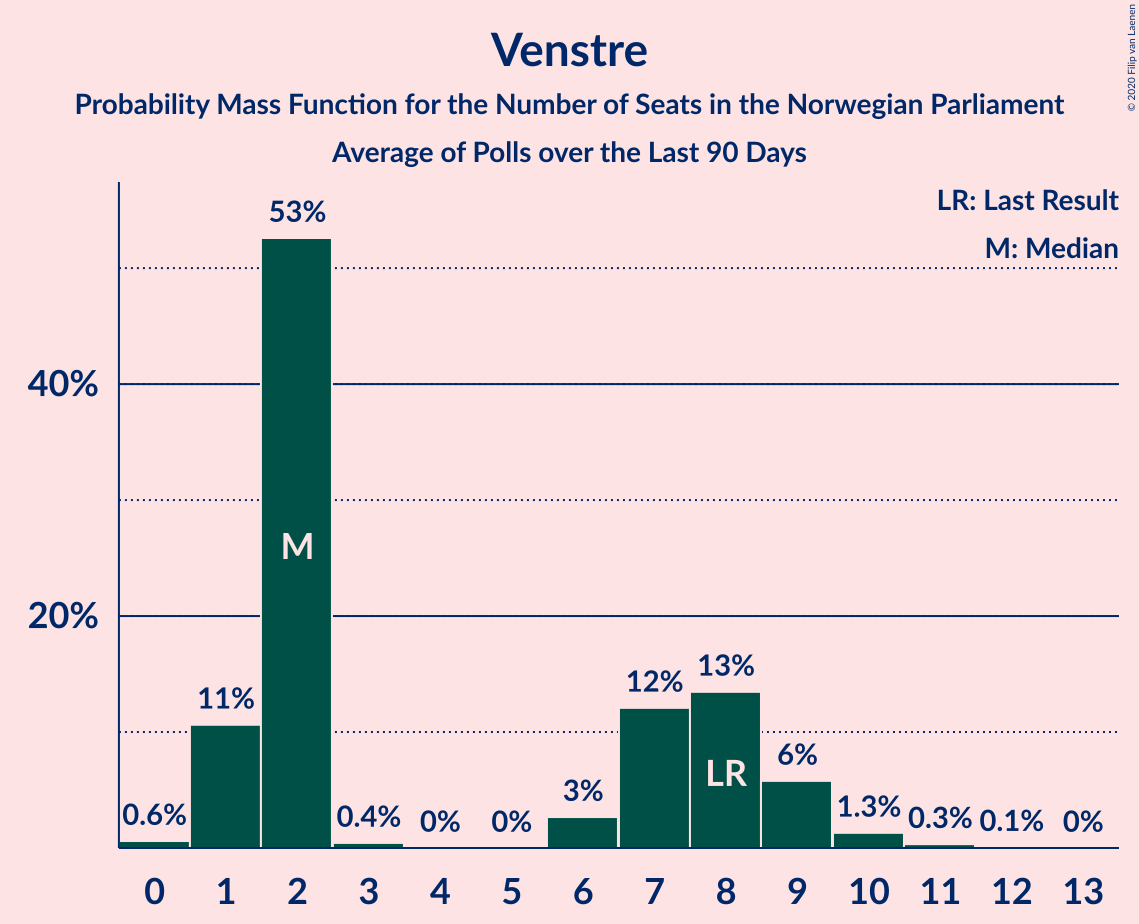 Venstre
Probability Mass Function for the Number of Seats in the Norwegian Parliament
Average of Polls over the Last 90 Days
© 2020 Filip van Laenen
LR: Last Result
M: Median
40%
20%
0.6%
11%
53%
0.4%
0%
0%
3%
12%
13%
6%
1.3%
0.3%
0.1%
0%
M
LR
0 1 2 3 4 5 6 7 8 9 10 11 12 13